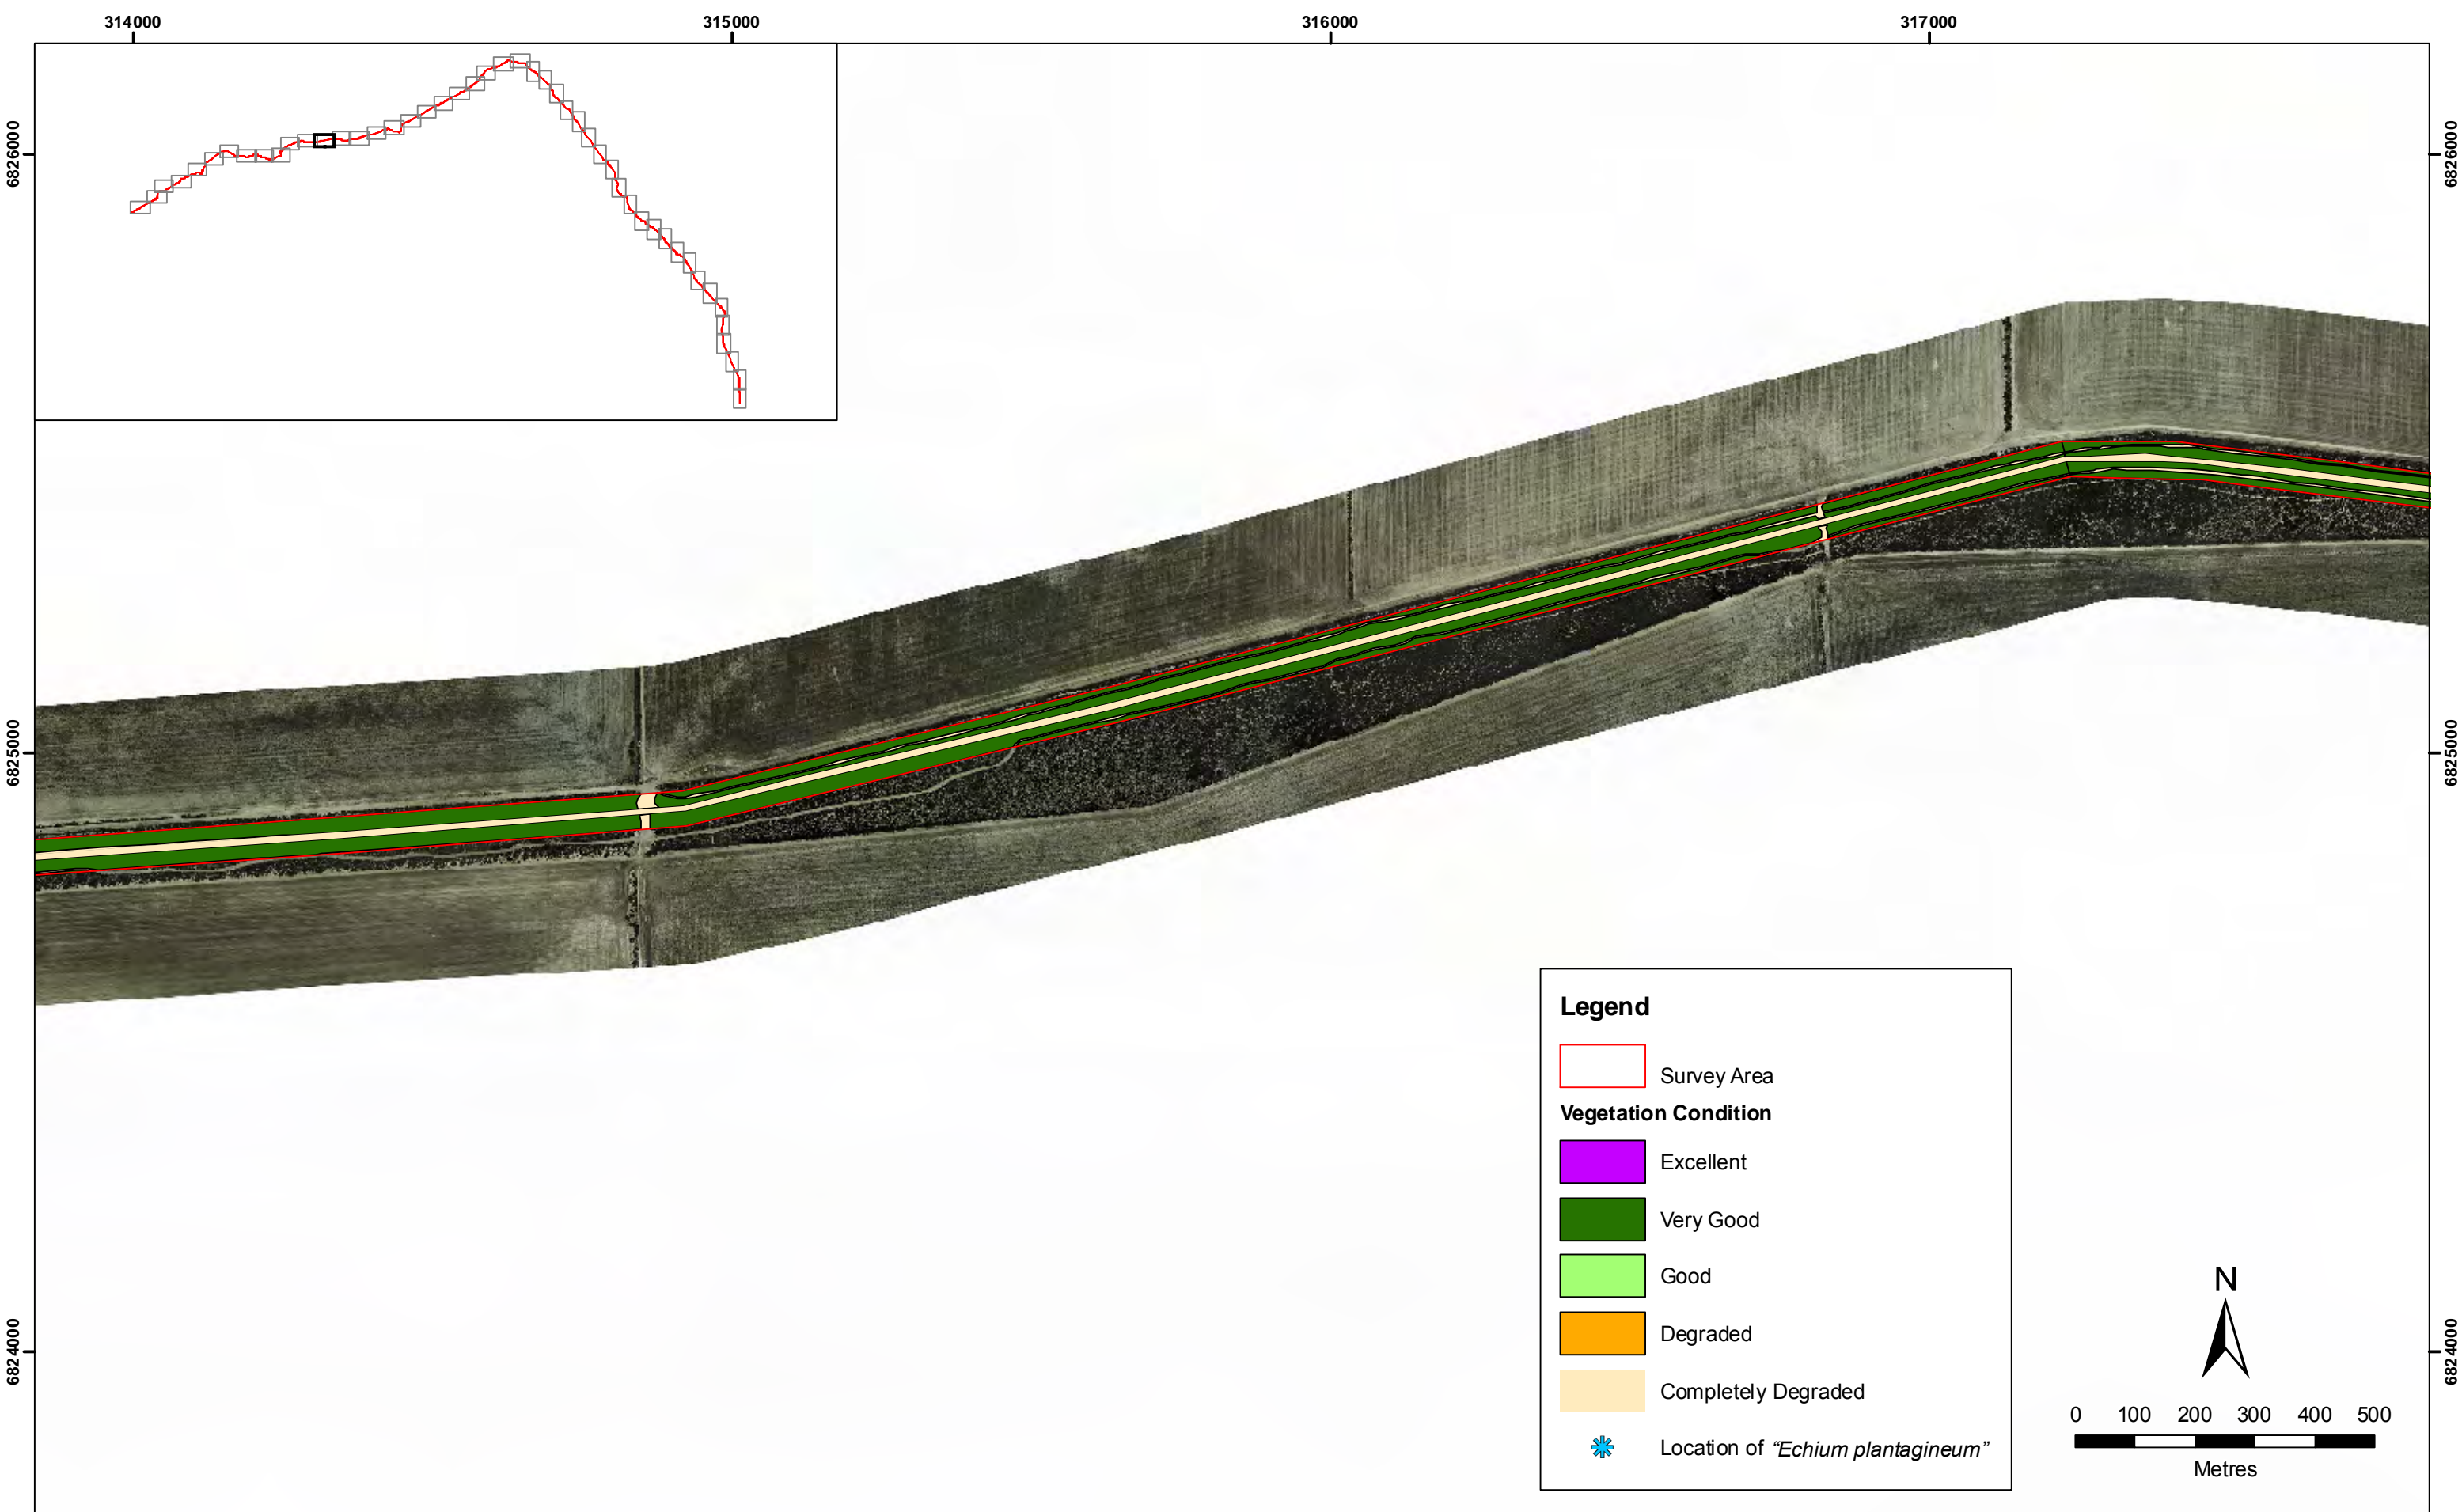 314000 315000 316000 317000
6826000 6826000
6825000 6825000
6824000 6824000
Legend
Survey Area
Vegetation Condition
Excellent
Very Good
Good
Degraded
Completely Degraded
Location of “Echium plantagineum”
N
0 100 200 300 400 500
Metres